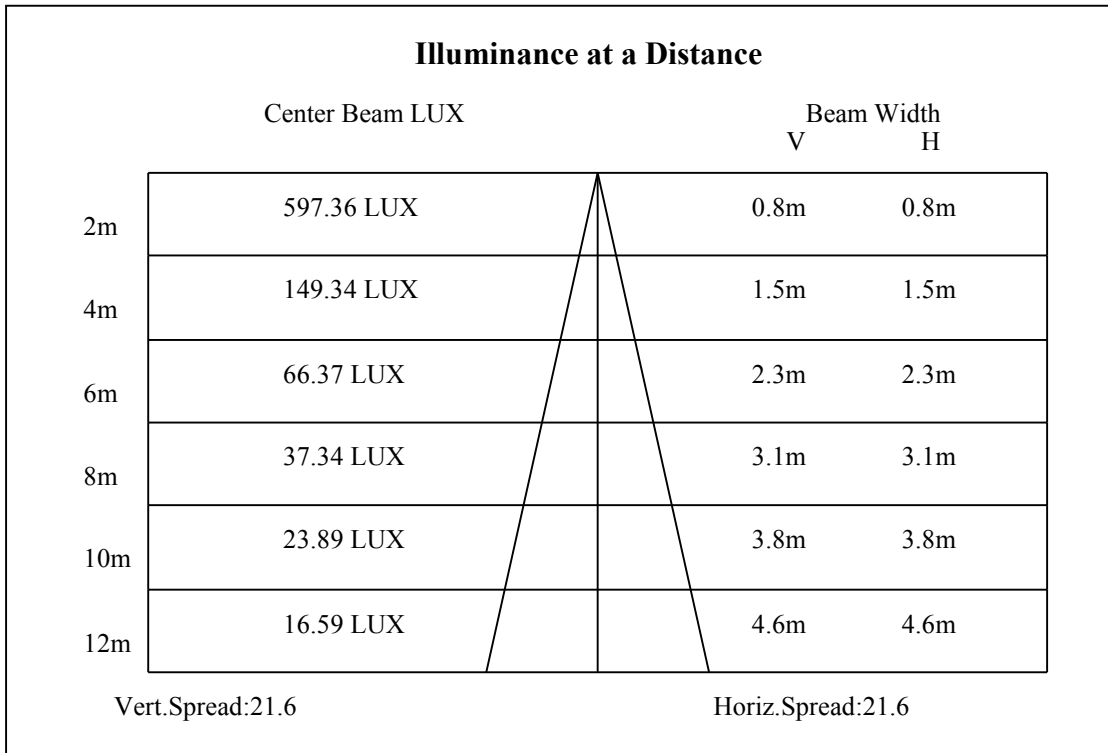 Illuminance at a Distance
Center Beam LUX Beam Width
V H
2m 597.36 LUX 0.8m 0.8m
4m 149.34 LUX 1.5m 1.5m
6m 66.37 LUX 2.3m 2.3m
8m 37.34 LUX 3.1m 3.1m
10m 23.89 LUX 3.8m 3.8m
12m 16.59 LUX 4.6m 4.6m
Vert.Spread:21.6 Horiz.Spread:21.6